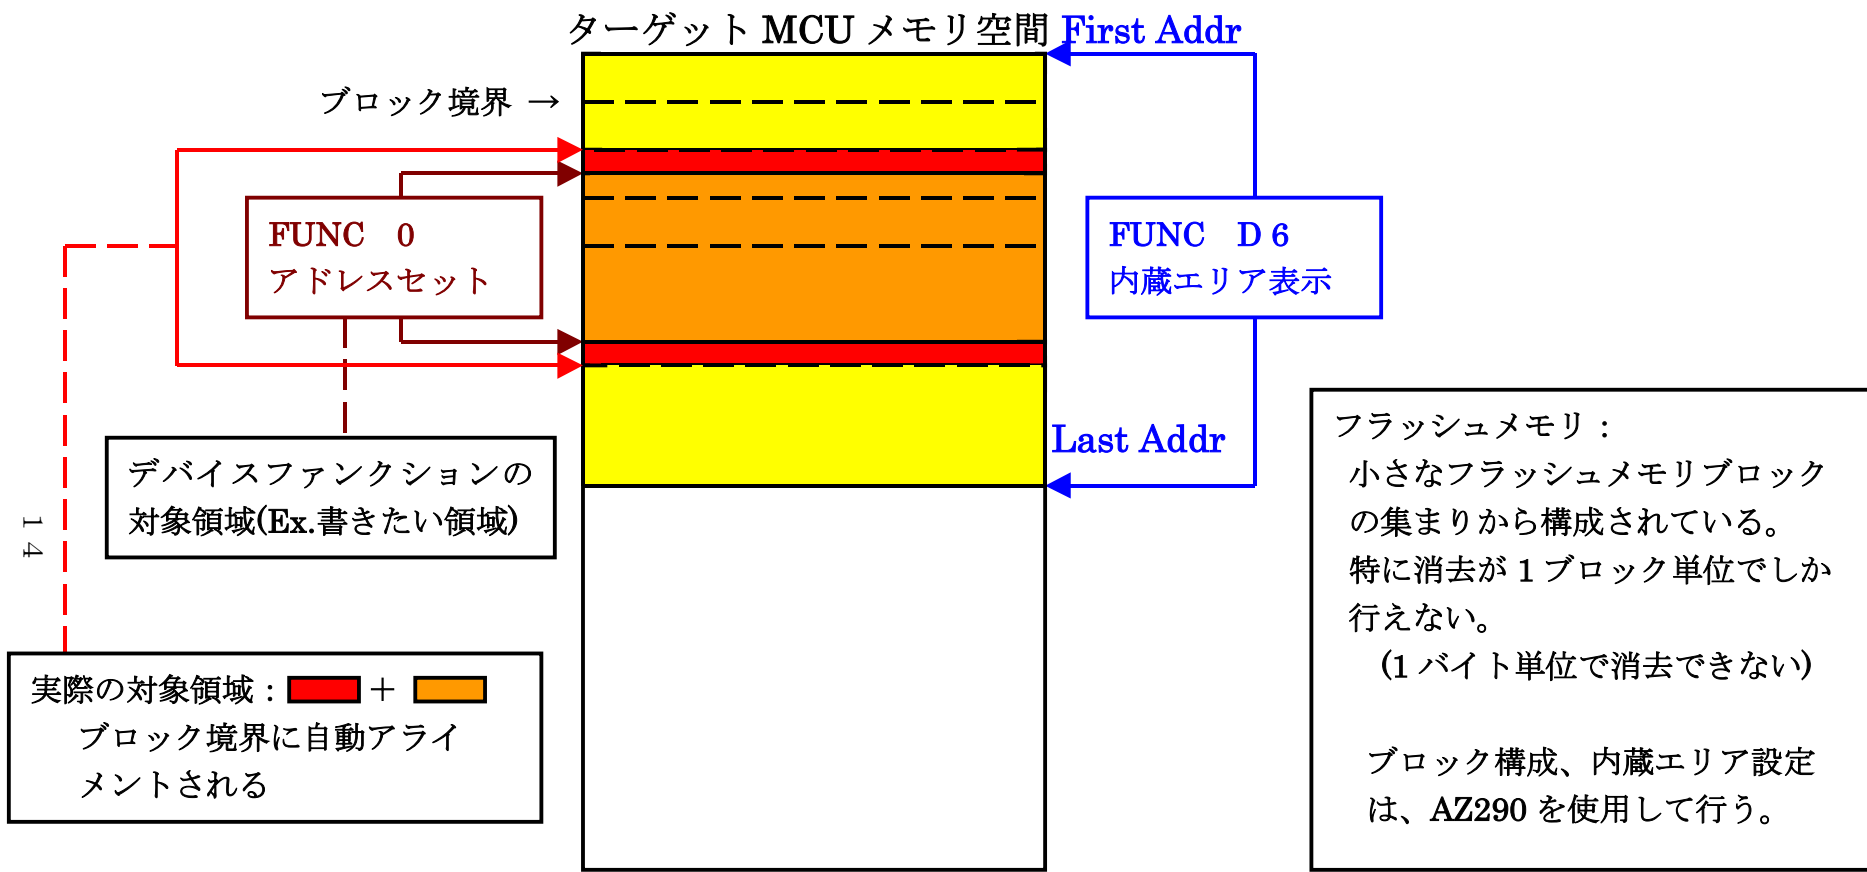 ターゲット MCU メモリ空間 First Addr
ブロック境界 →
FUNC 0
アドレスセット
FUNC D 6
内蔵エリア表示
Last Addr
デバイスファンクションの
対象領域(Ex.書きたい領域)
フラッシュメモリ：
小さなフラッシュメモリブロック
の集まりから構成されている。
特に消去が 1 ブロック単位でしか
行えない。
(1 バイト単位で消去できない)
ブロック構成、内蔵エリア設定
は、AZ290 を使用して行う。
14
実際の対象領域： ＋
ブロック境界に自動アライ
メントされる